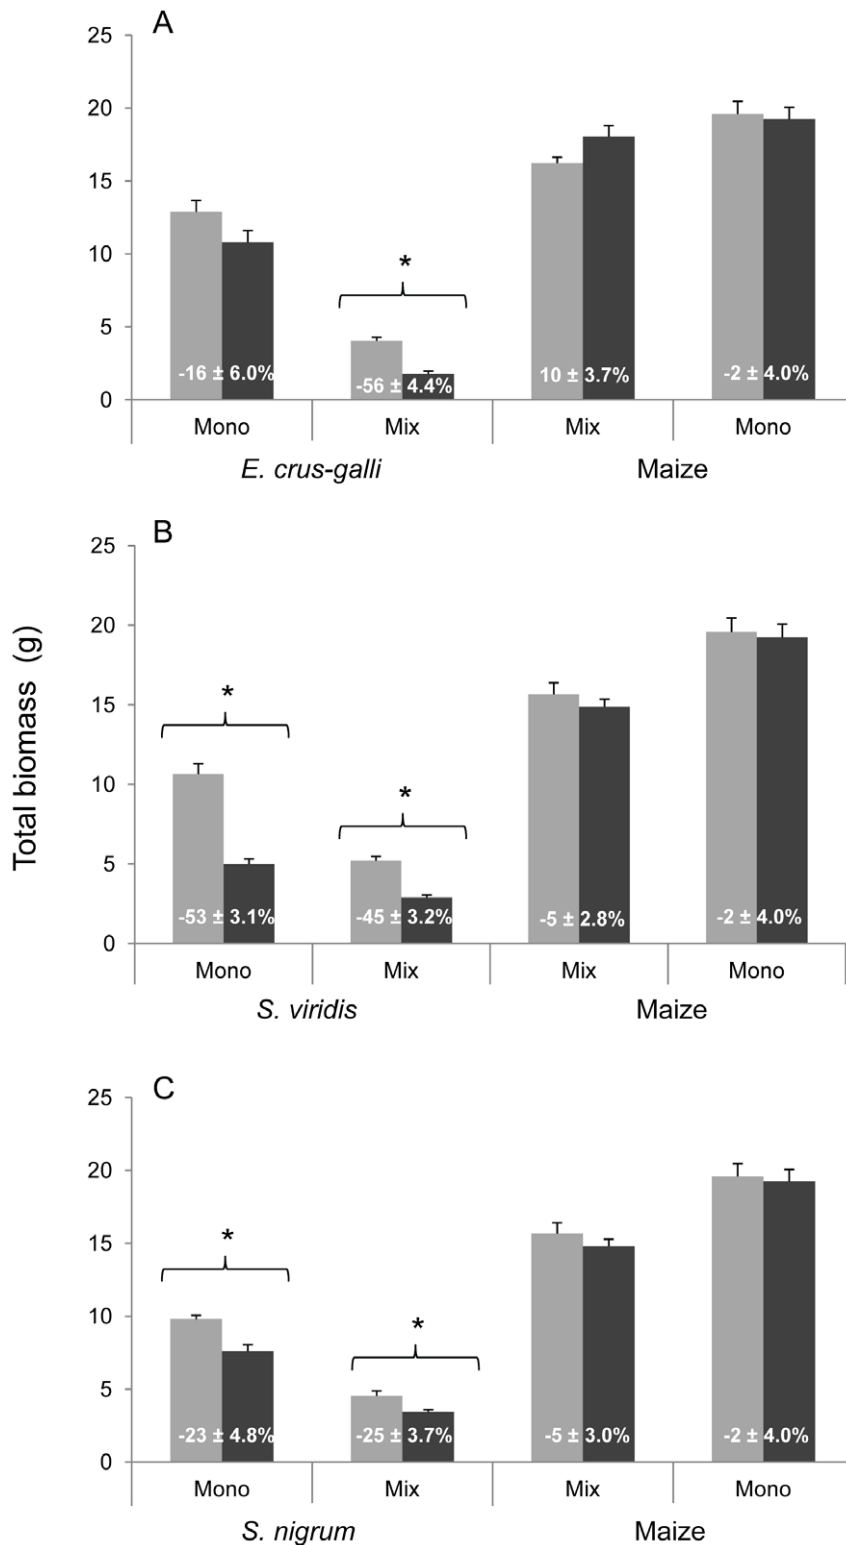 A
25
20
15
10
5
0
*
-16 ± 6.0%
-56 ± 4.4%
10 ± 3.7%
-2 ± 4.0%
Mono Mix Mix Mono
E. crus-galli Maize
Total biomass (g)
B
25
20
15
10
5
0
*
*
-53 ± 3.1%
-45 ± 3.2%
-5 ± 2.8%
-2 ± 4.0%
Mono Mix Mix Mono
S. viridis Maize
C
25
20
15
10
5
0
*
*
-23 ± 4.8%
-25 ± 3.7%
-5 ± 3.0%
-2 ± 4.0%
Mono Mix Mix Mono
S. nigrum Maize